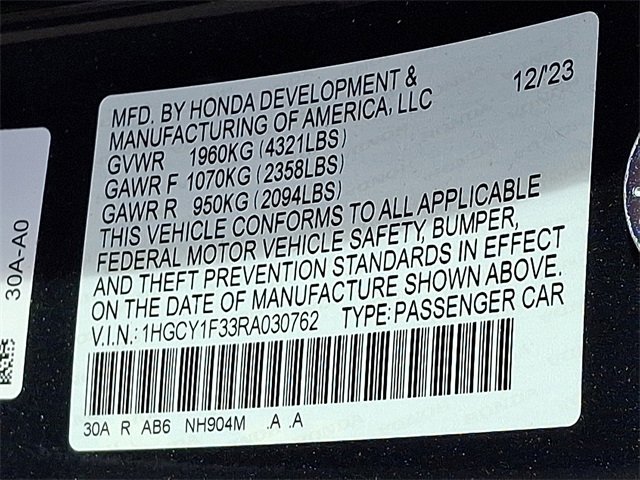 MFD. BY HONDA DEVELOPMENT &
MANUFACTURING OF AMERICA, LLC
12/'23
GVWR 1960KG (4321LBS)
GAWR F 1070KG (2358LBS)
GAWR R 950KG (2094LBS)
THIS VEHICLE CONFORMS TO ALL APPLICABLE
FEDERAL MOTOR VEHICLE SAFETY, BUMPER,
AND THEFT PREVENTION STANDARDS IN EFFECT
ON THE DATE OF MANUFACTURE SHOWN ABOVE.
V.I.N.: 1HGCY1F33RA030762 TYPE: PASSENGER CAR
30A R AB6 NH904M .A .A
30A-A0